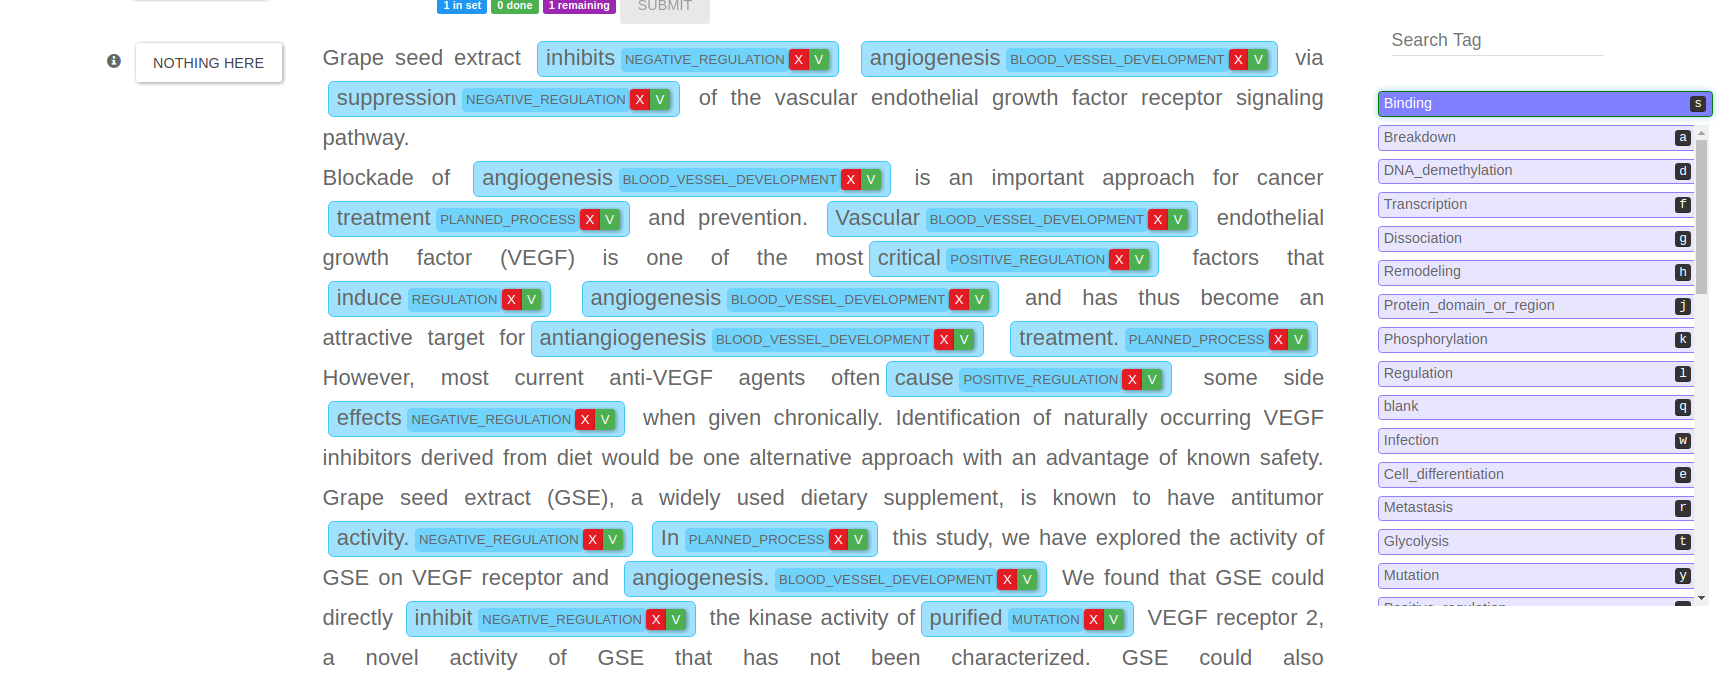 1 in set 0 done 1 remaining SUBMIT
NOTHING HERE
Grape seed extract inhibits NEGATIVE_REGULATION X V angiogenesis BLOOD_VESSEL_DEVELOPMENT X V via
suppression NEGATIVE_REGULATION X V of the vascular endothelial growth factor receptor signaling
pathway.
Blockade of angiogenesis BLOOD_VESSEL_DEVELOPMENT X V is an important approach for cancer
treatment PLANNED_PROCESS X V and prevention. Vascular BLOOD_VESSEL_DEVELOPMENT X V endothelial
growth factor (VEGF) is one of the most critical POSITIVE_REGULATION X V factors that
induce REGULATION X V angiogenesis BLOOD_VESSEL_DEVELOPMENT X V and has thus become an
attractive target for antiangiogenesis BLOOD_VESSEL_DEVELOPMENT X V treatment. PLANNED_PROCESS X V
However, most current anti-VEGF agents often cause POSITIVE_REGULATION X V some side
effects NEGATIVE_REGULATION X V when given chronically. Identification of naturally occurring VEGF
inhibitors derived from diet would be one alternative approach with an advantage of known safety.
Grape seed extract (GSE), a widely used dietary supplement, is known to have antitumor
activity. NEGATIVE_REGULATION X V In PLANNED_PROCESS X V this study, we have explored the activity of
GSE on VEGF receptor and angiogenesis. BLOOD_VESSEL_DEVELOPMENT X V We found that GSE could
directly inhibit NEGATIVE_REGULATION X V the kinase activity of purified MUTATION X V VEGF receptor 2,
a novel activity of GSE that has not been characterized. GSE could also
Search Tag
Binding s
Breakdown a
DNA_demethylation d
Transcription f
Dissociation g
Remodeling h
Protein_domain_or_region j
Phosphorylation k
Regulation l
blank q
Infection w
Cell_differentiation e
Metastasis r
Glycolysis t
Mutation y